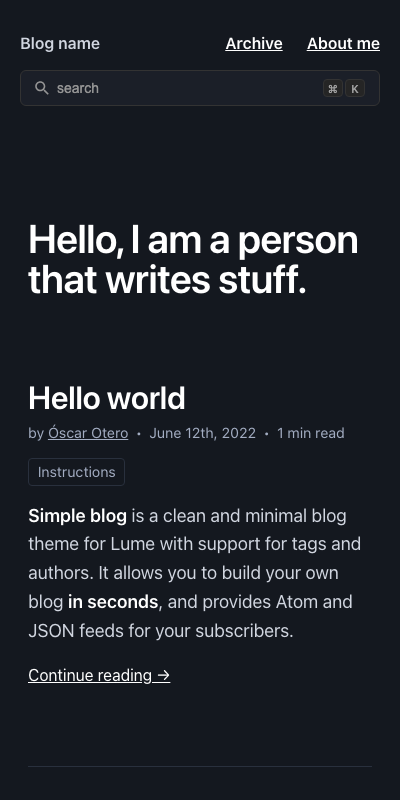 Blog name Archive About me
search ⌘ K
Hello, I am a person
that writes stuff.
Hello world
by Óscar Otero • June 12th, 2022 • 1 min read
Instructions
Simple blog is a clean and minimal blog
theme for Lume with support for tags and
authors. It allows you to build your own
blog in seconds, and provides Atom and
JSON feeds for your subscribers.
Continue reading →